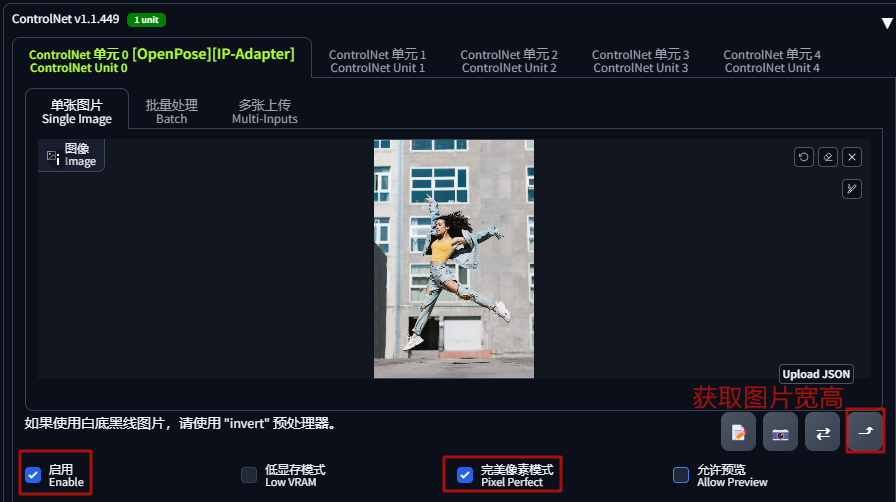 ControlNet v1.1.449 1 unit
ControlNet 单元 0 [OpenPose][IP-Adapter]
ControlNet Unit 0
ControlNet 单元 1
ControlNet Unit 1
ControlNet 单元 2
ControlNet Unit 2
ControlNet 单元 3
ControlNet Unit 3
ControlNet 单元 4
ControlNet Unit 4
单张图片
Single Image
批量处理
Batch
多张上传
Multi-Inputs
图像
Image
Upload JSON
获取图片宽高
如果使用白底黑线图片，请使用 "invert" 预处理器。
启用
Enable
低显存模式
Low VRAM
完美像素模式
Pixel Perfect
允许预览
Allow Preview